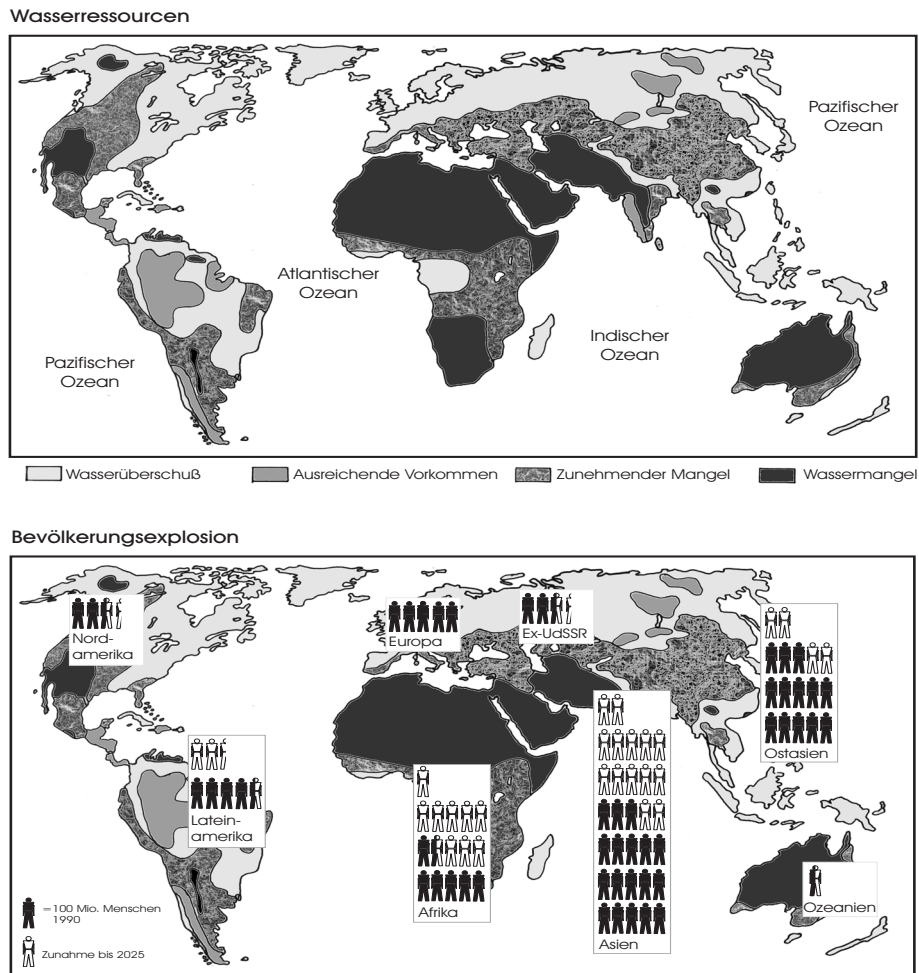 Wasserressourcen
Pazifischer
Ozean
Atlantischer
Ozean
Indischer
Ozean
Pazifischer
Ozean
Wasserüberschuß
Ausreichende Vorkommen
Zunehmender Mangel
Wassermangel
Bevölkerungsexplosion
Nord-
amerika
Europa
Ex-UdSSR
Ostasien
Latein-
amerika
Afrika
Asien
Ozeanien
=100 Mio. Menschen
1990
Zunahme bis 2025